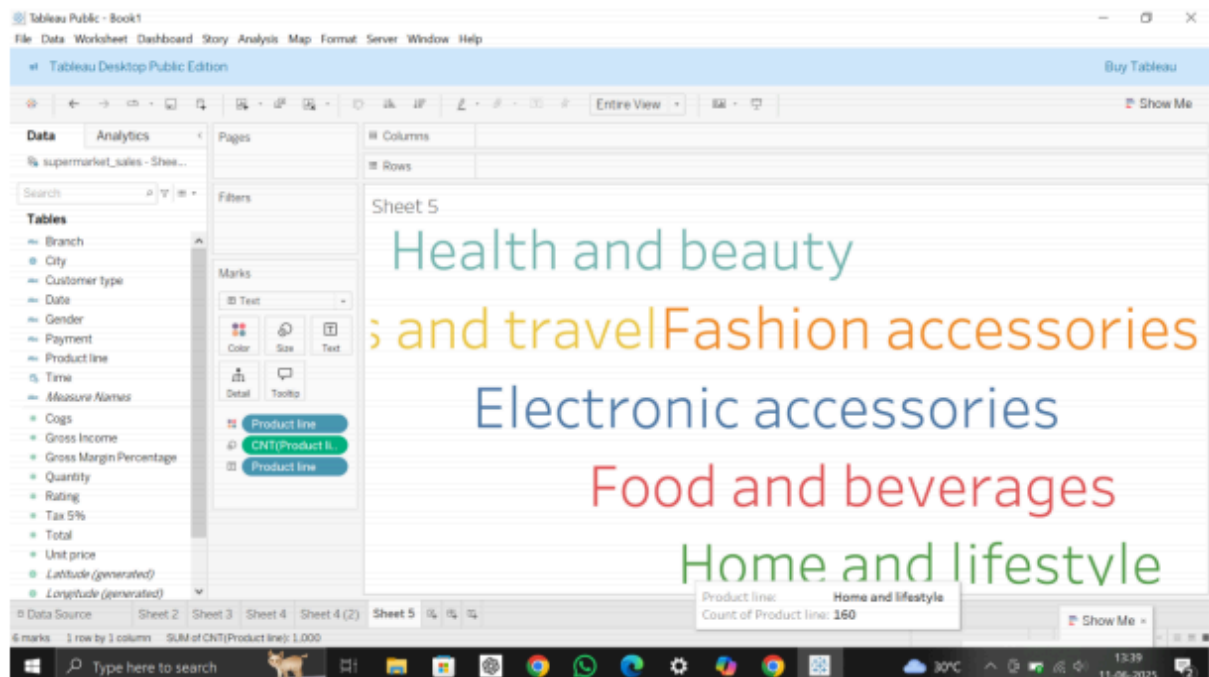 Tableau Public - Book1
File Data Worksheet Dashboard Story Analysis Map Format Server Window Help
Tableau Desktop Public Edition Buy Tableau
Entire View Show Me
Data Analytics Pages Columns
supermarket_sales - Shee... Rows
Search Filters Sheet 5
Tables
Branch
City
Customer type
Date
Gender
Payment
Product line
Time
Measure Names
Cogs
Gross Income
Gross Margin Percentage
Quantity
Rating
Tax 5%
Total
Unit price
Latitude (generated)
Longitude (generated)
Marks
Text
Color Size Text
Detail Tooltip
Product line
CNT(Product li..
Product line
Health and beauty
s and travel Fashion accessories
Electronic accessories
Food and beverages
Home and lifestyle
Product line: Home and lifestyle
Count of Product line: 160
Show Me
Data Source Sheet 2 Sheet 3 Sheet 4 Sheet 4 (2) Sheet 5
6 marks 1 row by 1 column SUM of CNT(Product line): 1,000
Type here to search 30°C 13:39
11-06-2025